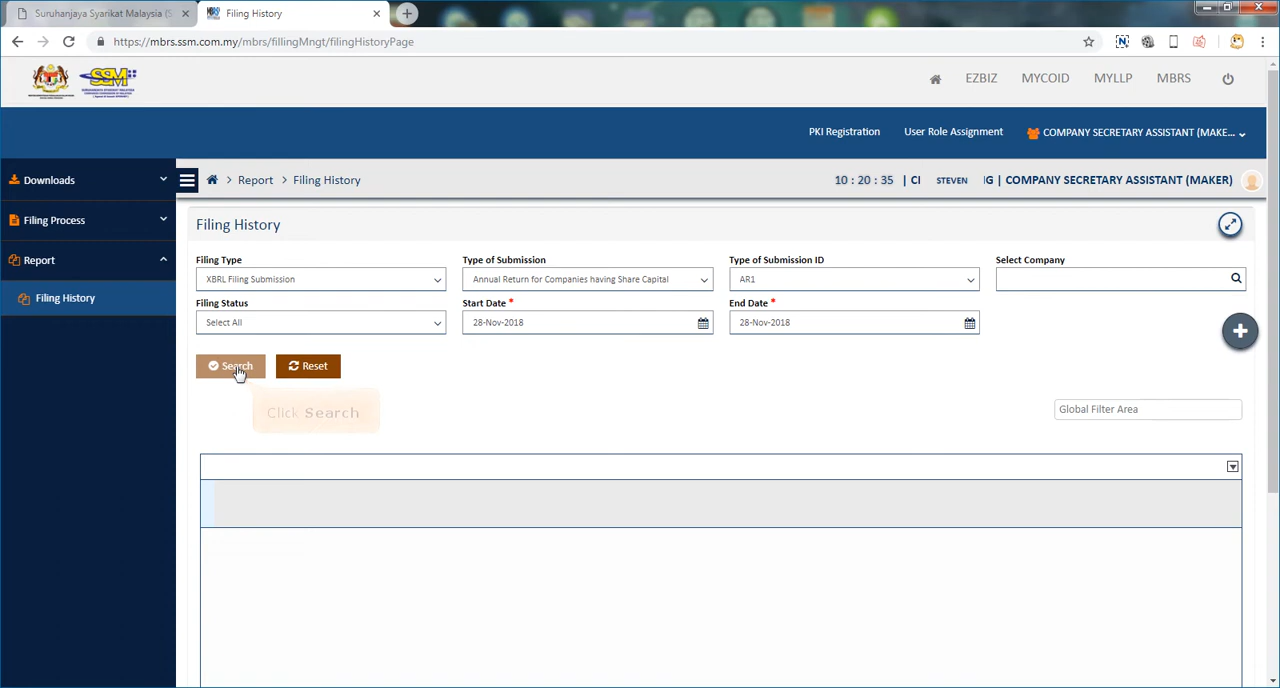 Suruhanjaya Syarikat Malaysia (S
Filing History
https://mbrs.ssm.com.my/mbrs/fillingMngt/filingHistoryPage
SSM
EZBIZ
MYCOID
MYLLP
MBRS
PKI Registration
User Role Assignment
COMPANY SECRETARY ASSISTANT (MAKE...
Downloads
Filing Process
Report
Filing History
> Report > Filing History
10 : 20 : 35 | CI STEVEN IG | COMPANY SECRETARY ASSISTANT (MAKER)
Filing History
Filing Type
Type of Submission
Type of Submission ID
Select Company
XBRL Filing Submission
Annual Return for Companies having Share Capital
AR1
Filing Status
Start Date *
End Date *
Select All
28-Nov-2018
28-Nov-2018
Search
Reset
Click Search
Global Filter Area